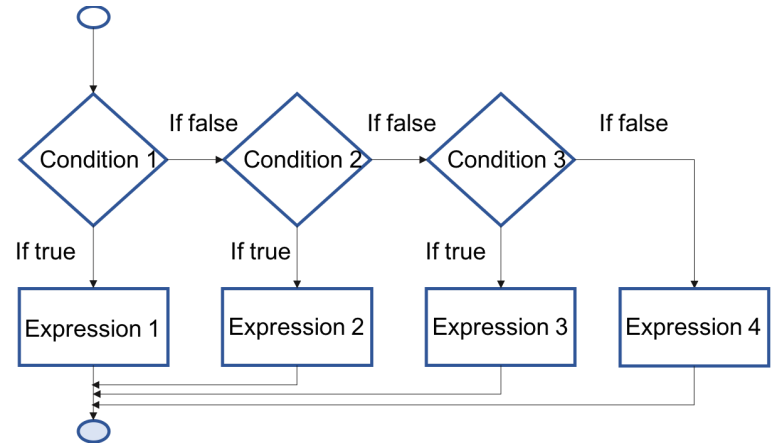 If false
If false
If false
Condition 1
Condition 2
Condition 3
If true
If true
If true
Expression 1
Expression 2
Expression 3
Expression 4